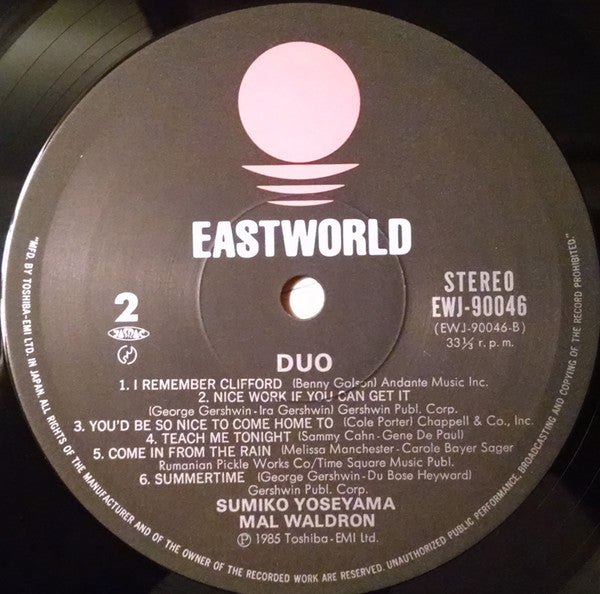 EASTWORLD
2
STEREO
EWJ-90046
(EWJ-90046-B)
33⅓ r.p.m.
DUO
1. I REMEMBER CLIFFORD (Benny Golson) Andante Music Inc.
2. NICE WORK IF YOU CAN GET IT
(George Gershwin-Ira Gershwin) Gershwin Publ. Corp.
3. YOU'D BE SO NICE TO COME HOME TO (Cole Porter) Chappell & Co., Inc.
4. TEACH ME TONIGHT (Sammy Cahn-Gene De Paul)
5. COME IN FROM THE RAIN (Melissa Manchester-Carole Bayer Sager
Rumanian Pickle Works Co/Time Square Music Publ.
6. SUMMERTIME (George Gershwin-Du Bose Heyward)
Gershwin Publ. Corp.
SUMIKO YOSEYAMA
MAL WALDRON
Ⓟ 1985 Toshiba-EMI Ltd.
"MFD. BY TOSHIBA-EMI LTD. IN JAPAN. ALL RIGHTS OF THE MANUFACTURER AND OF THE OWNER OF THE RECORDED WORK ARE RESERVED. UNAUTHORIZED PUBLIC PERFORMANCE, BROADCASTING AND COPYING OF THE RECORD PROHIBITED."